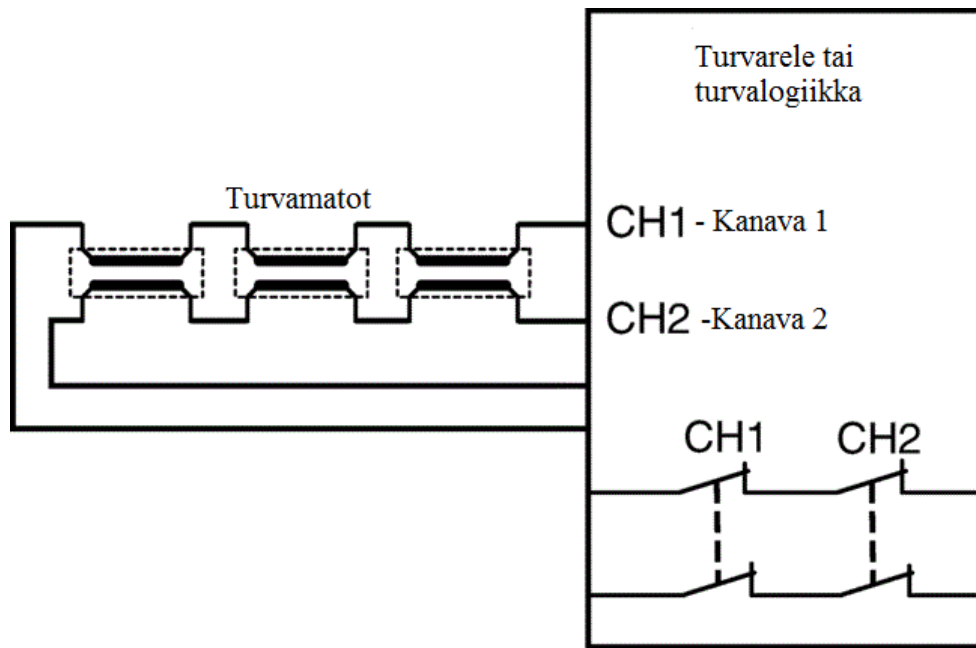 Turvarele tai
turvalogiikka
Turvamatot
CH1 - Kanava 1
CH2 -Kanava 2
CH1 CH2